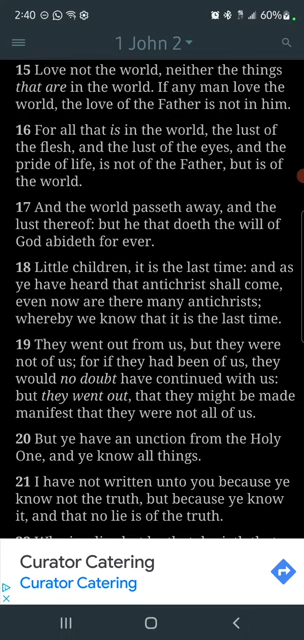 2:40
60%
1 John 2
15 Love not the world, neither the things
that are in the world. If any man love the
world, the love of the Father is not in him.
16 For all that is in the world, the lust of
the flesh, and the lust of the eyes, and the
pride of life, is not of the Father, but is of
the world.
17 And the world passeth away, and the
lust thereof: but he that doeth the will of
God abideth for ever.
18 Little children, it is the last time: and as
ye have heard that antichrist shall come,
even now are there many antichrists;
whereby we know that it is the last time.
19 They went out from us, but they were
not of us; for if they had been of us, they
would no doubt have continued with us:
but they went out, that they might be made
manifest that they were not all of us.
20 But ye have an unction from the Holy
One, and ye know all things.
21 I have not written unto you because ye
know not the truth, but because ye know
it, and that no lie is of the truth.
Curator Catering
Curator Catering